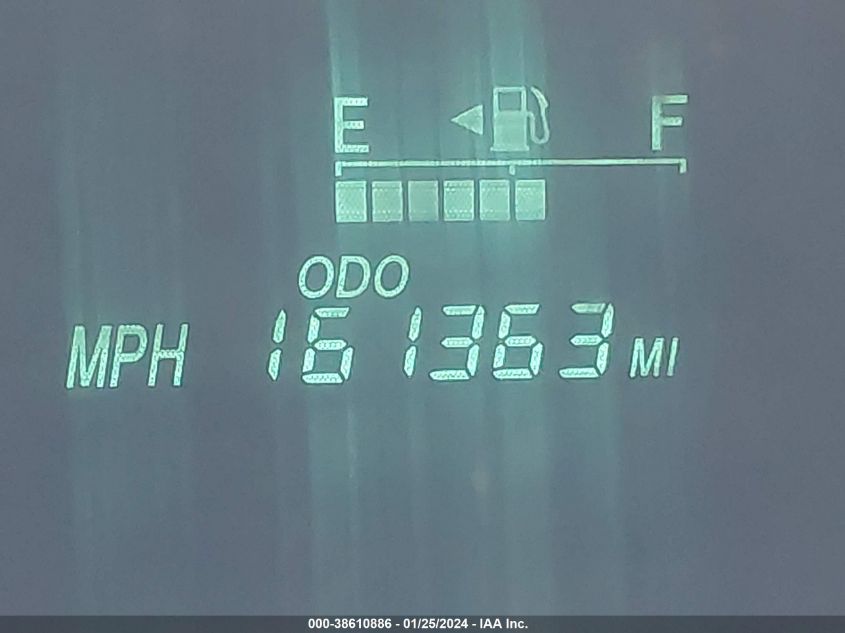 E F
ODO
MPH 161363 MI
000-38610886 - 01/25/2024 - IAA Inc.